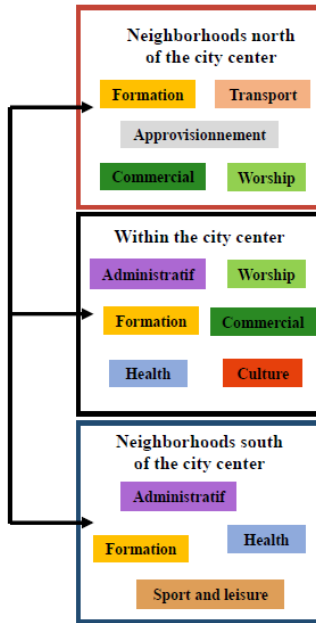 Neighborhoods north
of the city center
Formation
Transport
Approvisionnement
Commercial
Worship
Within the city center
Administratif
Worship
Formation
Commercial
Health
Culture
Neighborhoods south
of the city center
Administratif
Health
Formation
Sport and leisure